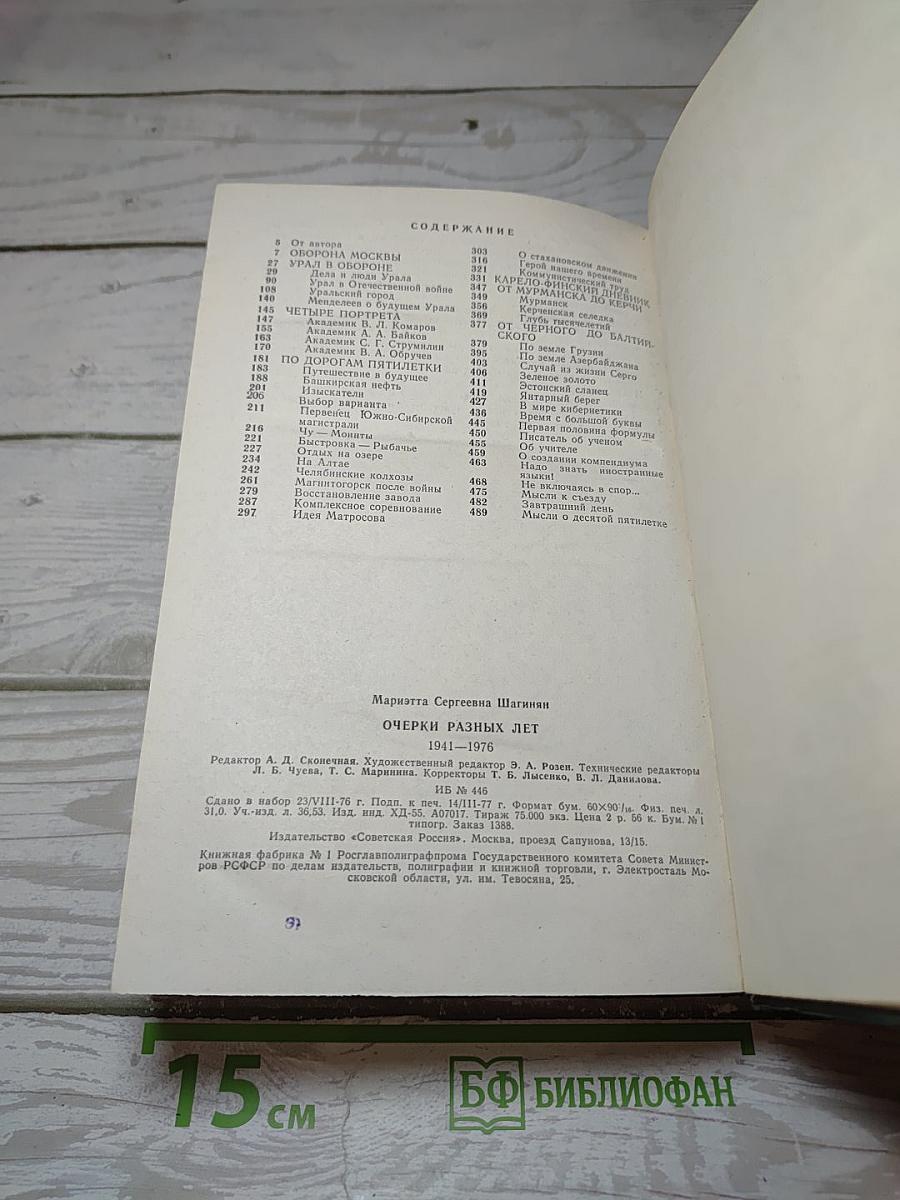 СОДЕРЖАНИЕ
5 От автора
7 ОБОРОНА МОСКВЫ
27 УРАЛ В ОБОРОНЕ
29 Дела и люди Урала
90 Урал в Отечественной войне
108 Уральский город
140 Менделеев о будущем Урала
145 ЧЕТЫРЕ ПОРТРЕТА
147 Академик В. Л. Комаров
155 Академик А. А. Байков
163 Академик С. Г. Струмилин
170 Академик В. А. Обручев
181 ПО ДОРОГАМ ПЯТИЛЕТКИ
183 Путешествие в будущее
188 Башкирская нефть
201 Изыскатели
206 Выбор варианта
211 Первенец Южно-Сибирской
магистрали
216 Чу — Моинты
221 Быстровка — Рыбачье
227 Отдых на озере
234 На Алтае
242 Челябинские колхозы
261 Магнитогорск после войны
279 Восстановление завода
287 Комплексное соревнование
297 Идея Матросова
303 О стахановском движении
316 Герой нашего времени
321 Коммунистический труд
331 КАРЕЛО-ФИНСКИЙ ДНЕВНИК
347 ОТ МУРМАНСКА ДО КЕРЧИ
349 Мурманск
356 Керченская селедка
369 Глубь тысячелетий
377 ОТ ЧЕРНОГО ДО БАЛТИЙ-
СКОГО
379 По земле Грузии
395 По земле Азербайджана
403 Случай из жизни Серго
406 Зеленое золото
411 Эстонский сланец
419 Янтарный берег
427 В мире кибернетики
436 Время с большой буквы
445 Первая половина формулы
450 Писатель об ученом
455 Об учителе
459 О создании компендиума
463 Надо знать иностранные
языки!
468 Не включаясь в спор...
475 Мысли к съезду
482 Завтрашний день
489 Мысли о десятой пятилетке
Мариэтта Сергеевна Шагинян
ОЧЕРКИ РАЗНЫХ ЛЕТ
1941—1976
Редактор А. Д. Сконечная. Художественный редактор Э. А. Розен. Технические редакторы
Л. Б. Чуева, Т. С. Маринина. Корректоры Т. Б. Лысенко, В. Л. Данилова.
ИБ № 446
Сдано в набор 23/VIII-76 г. Подп. к печ. 14/III-77 г. Формат бум. 60×90 1/16. Физ. печ. л.
31,0. Уч.-изд. л. 36,53. Изд. инд. ХД-55. А07017. Тираж 75.000 экз. Цена 2 р. 56 к. Бум. № 1
типогр. Заказ 1388.
Издательство «Советская Россия». Москва, проезд Сапунова, 13/15.
Книжная фабрика № 1 Росглавполиграфпрома Государственного комитета Совета Минист-
ров РСФСР по делам издательств, полиграфии и книжной торговли, г. Электросталь Мо-
сковской области, ул. им. Тевосяна, 25.
15 см
БФ БИБЛИОФАН